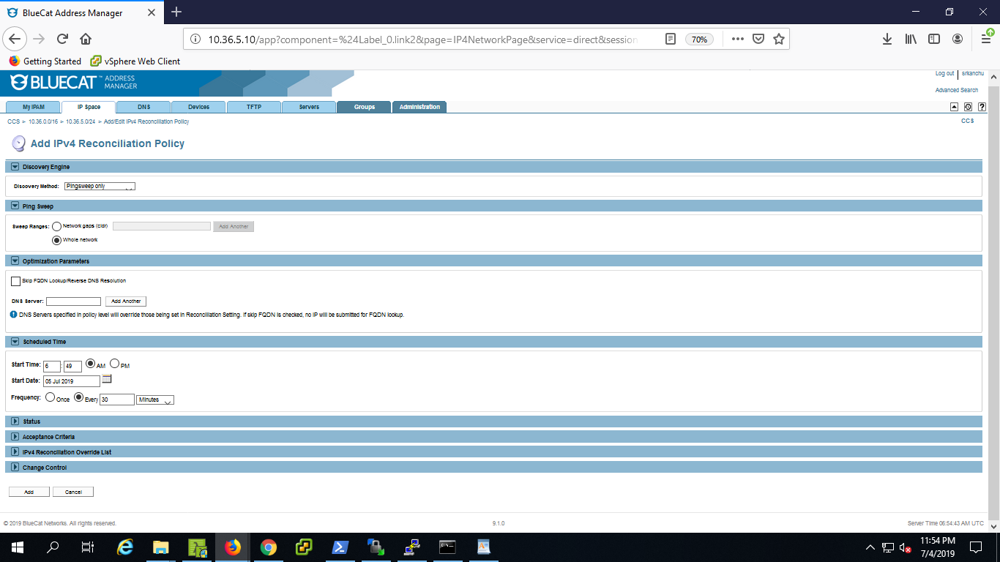 BlueCat Address Manager
10.36.5.10/app?component=%24Label_0.link2&page=IP4NetworkPage&service=direct&session
70%
Getting Started
vSphere Web Client
BLUECAT™ ADDRESS MANAGER
Log out
srkanchu
Advanced Search
My IPAM
IP Space
DNS
Devices
TFTP
Servers
Groups
Administration
CCS > 10.36.0.0/16 > 10.36.5.0/24 > Add/Edit IPv4 Reconciliation Policy
CCS
Add IPv4 Reconciliation Policy
Discovery Engine
Discovery Method: Pingsweep only
Ping Sweep
Sweep Ranges: Network gaps (cidr) Add Another
Whole network
Optimization Parameters
Skip FQDN Lookup/Reverse DNS Resolution
DNS Server: Add Another
DNS Servers specified in policy level will override those being set in Reconciliation Setting. If skip FQDN is checked, no IP will be submitted for FQDN lookup.
Scheduled Time
Start Time: 6 : 49 AM PM
Start Date: 05 Jul 2019
Frequency: Once Every 30 Minutes
Status
Acceptance Criteria
IPv4 Reconciliation Override List
Change Control
Add
Cancel
© 2019 BlueCat Networks. All rights reserved.
9.1.0
Server Time 06:54:43 AM UTC
11:54 PM
7/4/2019